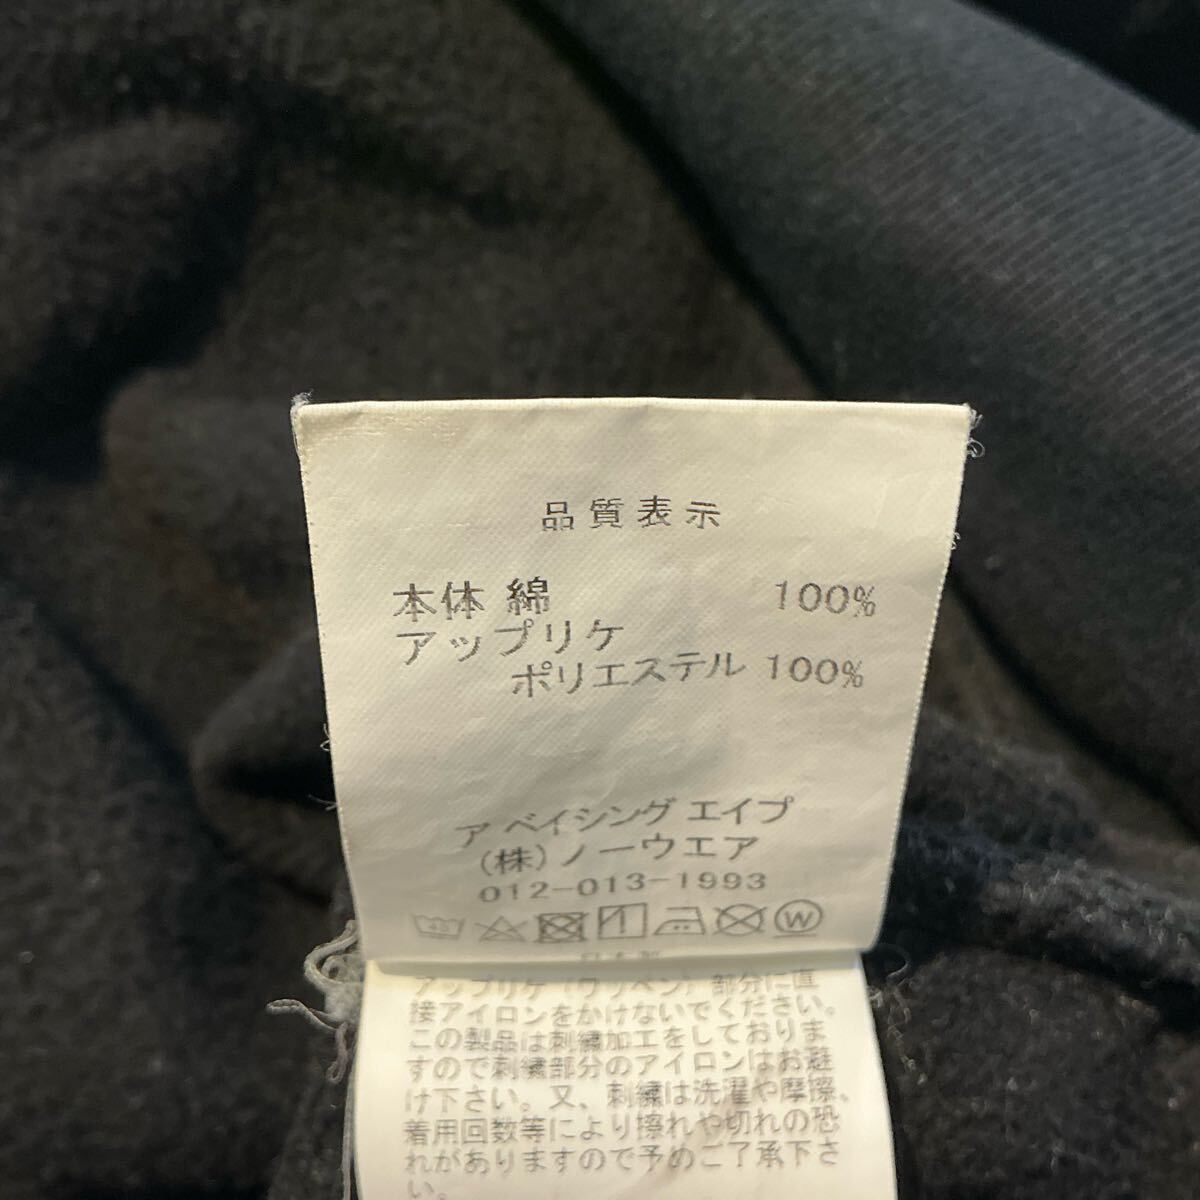 品質表示
本体 綿 100%
アップリケ
ポリエステル 100%
ア ベイシング エイプ
(株)ノーウエア
012-013-1993
40 W
日本製
アップリケ(ワッペン)部分に直
接アイロンをかけないでください。
この製品は刺繍加工をしておりま
すので刺繍部分のアイロンはお避
け下さい。又、刺繍は洗濯や摩擦、
着用回数等により擦れや切れの恐
れがありますので予めご了承下さ
い。